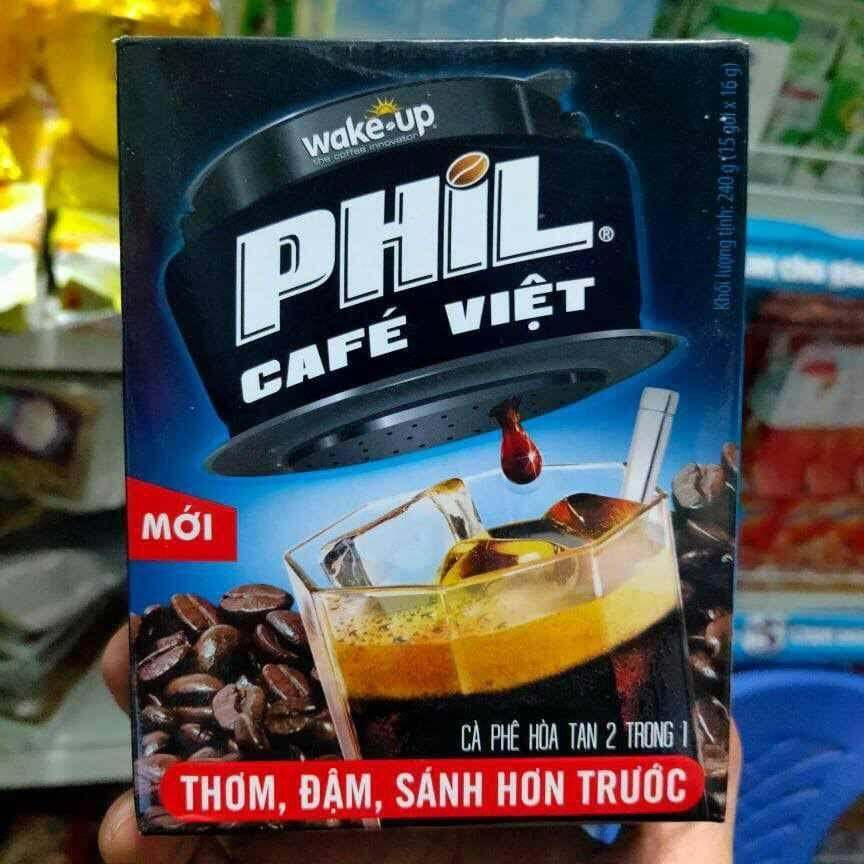 wake-up
the coffee innovation
PHiL®
CAFÉ VIỆT
Khối lượng tịnh: 240 g (15 gói x 16 g)
MỚI
CÀ PHÊ HÒA TAN 2 TRONG 1
THƠM, ĐẬM, SÁNH HƠN TRƯỚC